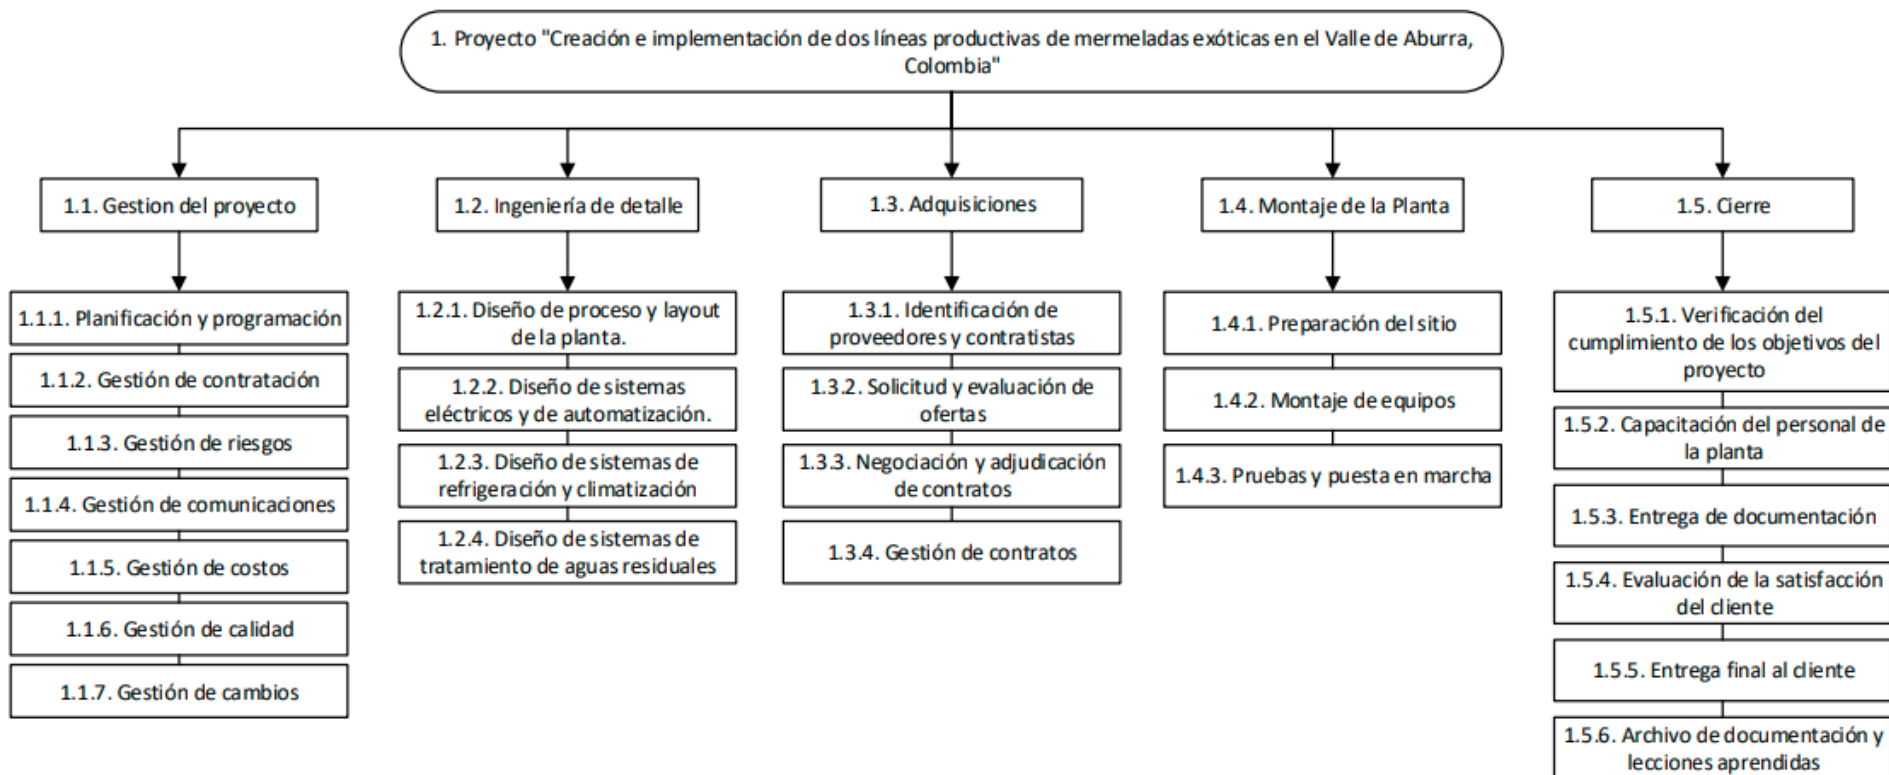 1. Proyecto "Creación e implementación de dos líneas productivas de mermeladas exóticas en el Valle de Aburra,
Colombia"
1.1. Gestion del proyecto
1.1.1. Planificación y programación
1.1.2. Gestión de contratación
1.1.3. Gestión de riesgos
1.1.4. Gestión de comunicaciones
1.1.5. Gestión de costos
1.1.6. Gestión de calidad
1.1.7. Gestión de cambios
1.2. Ingeniería de detalle
1.2.1. Diseño de proceso y layout
de la planta.
1.2.2. Diseño de sistemas
eléctricos y de automatización.
1.2.3. Diseño de sistemas de
refrigeración y climatización
1.2.4. Diseño de sistemas de
tratamiento de aguas residuales
1.3. Adquisiciones
1.3.1. Identificación de
proveedores y contratistas
1.3.2. Solicitud y evaluación de
ofertas
1.3.3. Negociación y adjudicación
de contratos
1.3.4. Gestión de contratos
1.4. Montaje de la Planta
1.4.1. Preparación del sitio
1.4.2. Montaje de equipos
1.4.3. Pruebas y puesta en marcha
1.5. Cierre
1.5.1. Verificación del
cumplimiento de los objetivos del
proyecto
1.5.2. Capacitación del personal de
la planta
1.5.3. Entrega de documentación
1.5.4. Evaluación de la satisfacción
del cliente
1.5.5. Entrega final al cliente
1.5.6. Archivo de documentación y
lecciones aprendidas